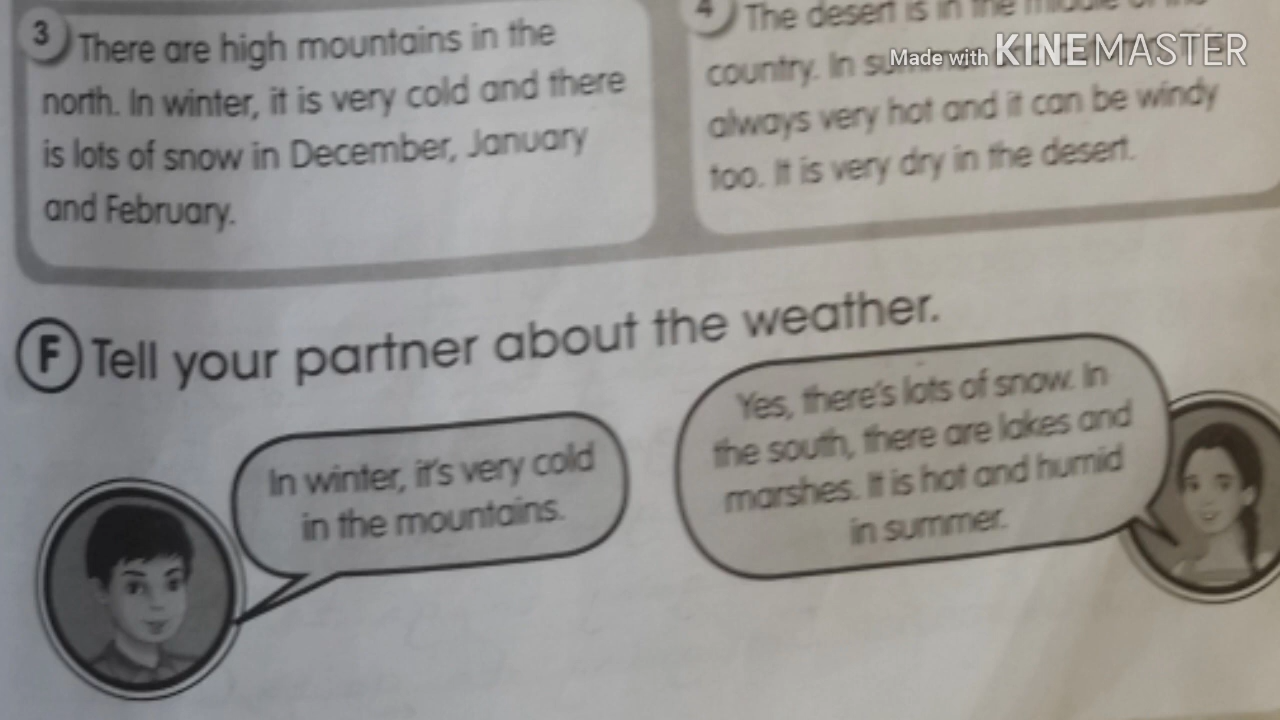 3 There are high mountains in the
north. In winter, it is very cold and there
is lots of snow in December, January
and February.
4 The desert is in the middle of the
country. In summer
always very hot and it can be windy
too. It is very dry in the desert.
Made with KINEMASTER
F Tell your partner about the weather.
In winter, it's very cold
in the mountains.
Yes, there's lots of snow. In
the south, there are lakes and
marshes. It is hot and humid
in summer.